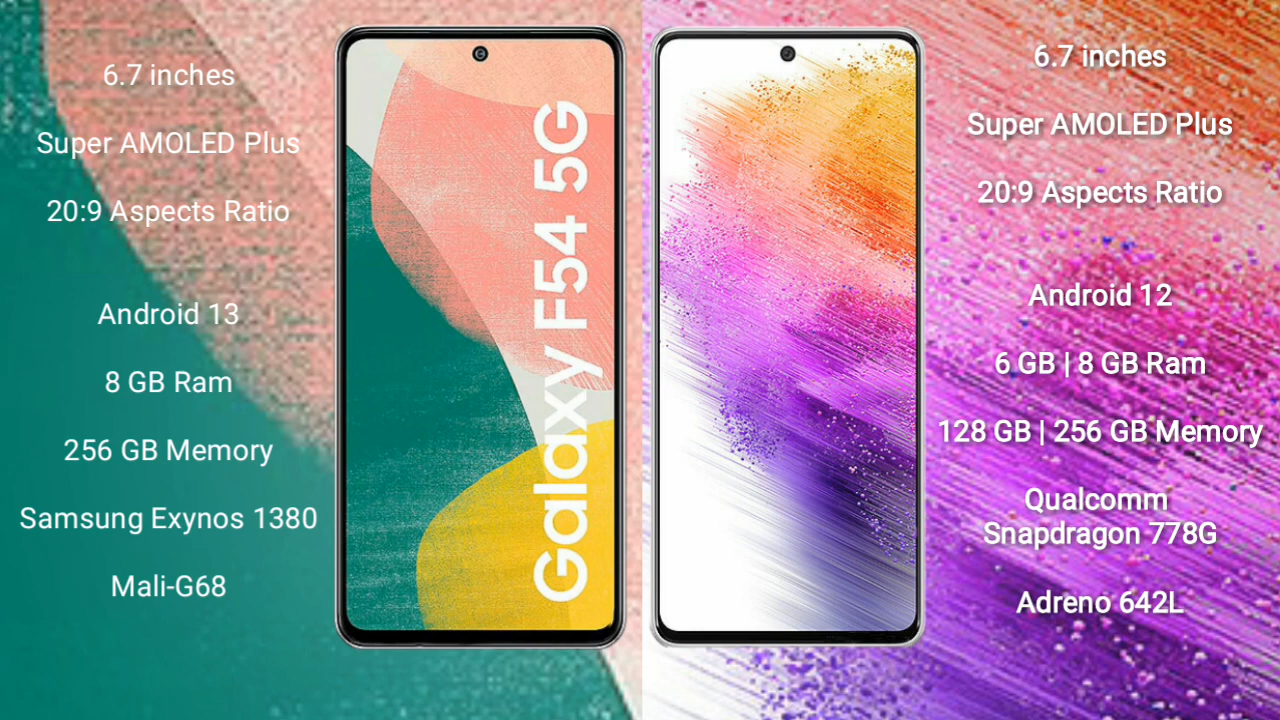 6.7 inches
Super AMOLED Plus
20:9 Aspects Ratio
Android 13
8 GB Ram
256 GB Memory
Samsung Exynos 1380
Mali-G68
Galaxy F54 5G
6.7 inches
Super AMOLED Plus
20:9 Aspects Ratio
Android 12
6 GB | 8 GB Ram
128 GB | 256 GB Memory
Qualcomm
Snapdragon 778G
Adreno 642L